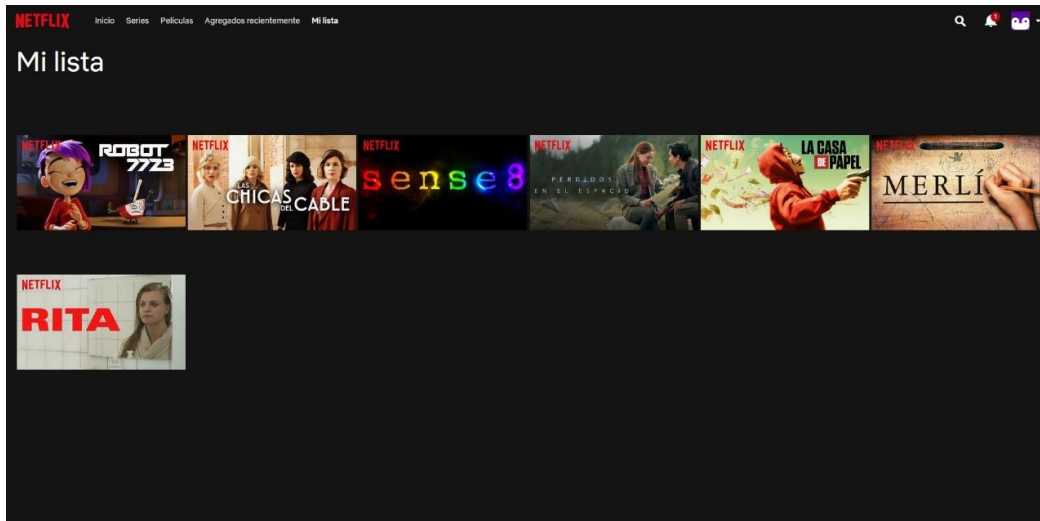 NETFLIX Inicio Series Películas Agregados recientemente Mi lista 1
Mi lista
NETFLIX
ROBOT
7723
NETFLIX
LAS
CHICAS
DEL CABLE
NETFLIX
sense8
NETFLIX
PERDIDOS
EN EL ESPACIO
NETFLIX
LA CASA
DE PAPEL
NETFLIX
MERLÍ
NETFLIX
RITA